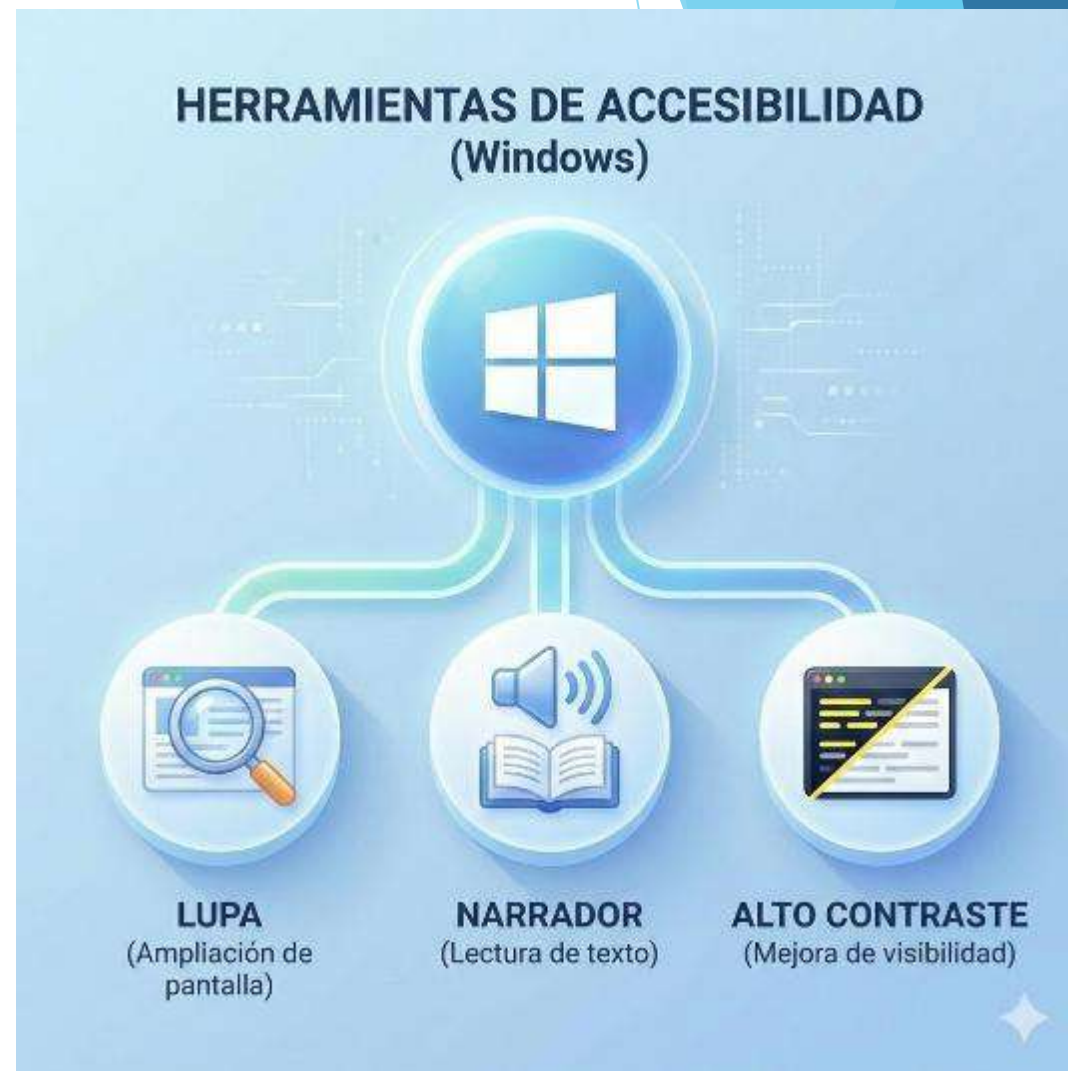 HERRAMIENTAS DE ACCESIBILIDAD
(Windows)
LUPA
(Ampliación de
pantalla)
NARRADOR
(Lectura de texto)
ALTO CONTRASTE
(Mejora de visibilidad)